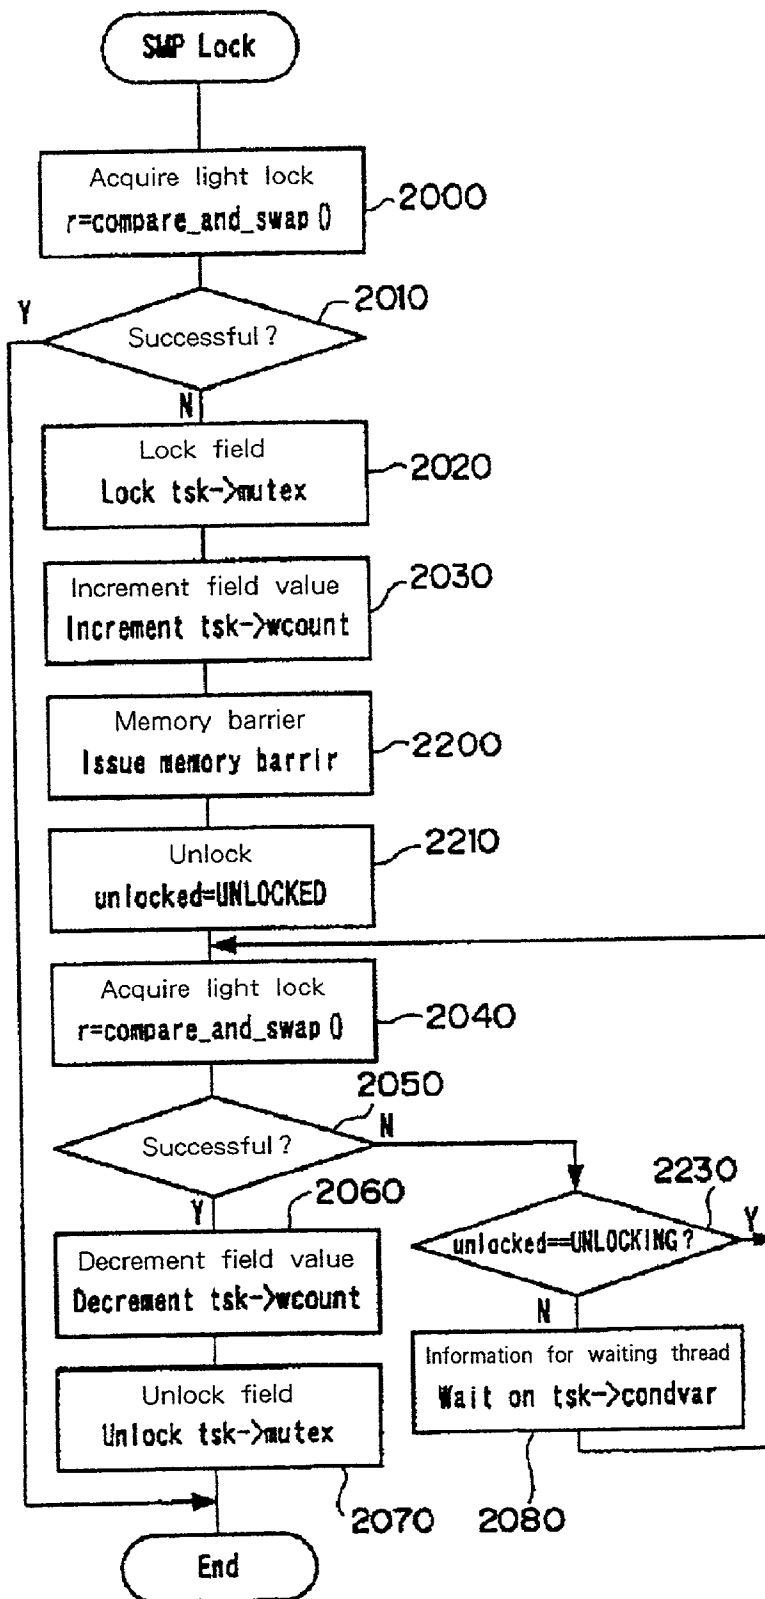 SMP Lock
Acquire light lock
r=compare_and_swap()
2000
2010
Y
Successful?
N
Lock field
Lock tsk->mutex
2020
Increment field value
Increment tsk->wcount
2030
Memory barrier
Issue memory barrir
2200
Unlock
unlocked=UNLOCKED
2210
Acquire light lock
r=compare_and_swap()
2040
2050
Successful?
N
Y
2060
2230
unlocked==UNLOCKING?
Y
N
Decrement field value
Decrement tsk->wcount
Information for waiting thread
Wait on tsk->condvar
2080
Unlock field
Unlock tsk->mutex
2070
End